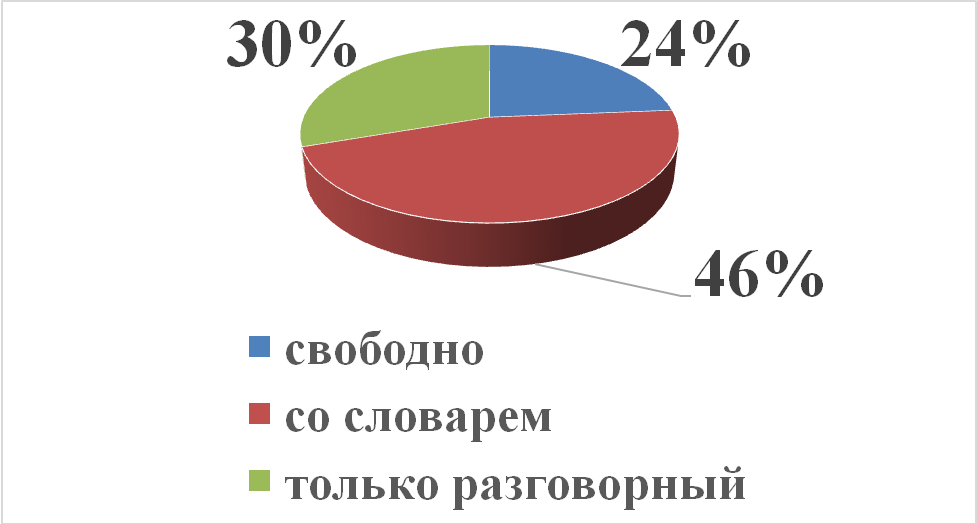 30% 24%
46%
свободно
со словарем
только разговорный